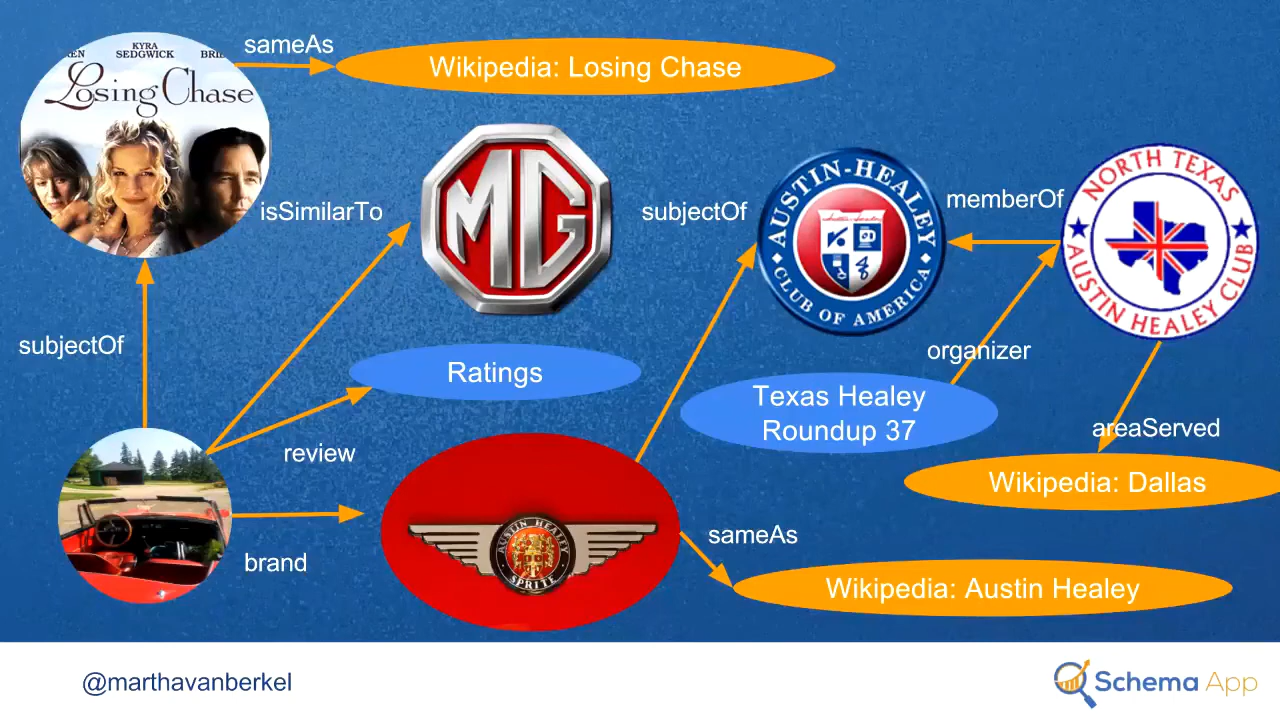 KYRA
SEDGWICK
Losing Chase
sameAs
Wikipedia: Losing Chase
isSimilarTo
MG
subjectOf
AUSTIN-HEALEY
CLUB OF AMERICA
memberOf
NORTH TEXAS
AUSTIN HEALEY CLUB
subjectOf
organizer
Ratings
Texas Healey
Roundup 37
areaServed
review
Wikipedia: Dallas
brand
AUSTIN HEALEY
SPRITE
sameAs
Wikipedia: Austin Healey
@marthavanberkel
Schema App